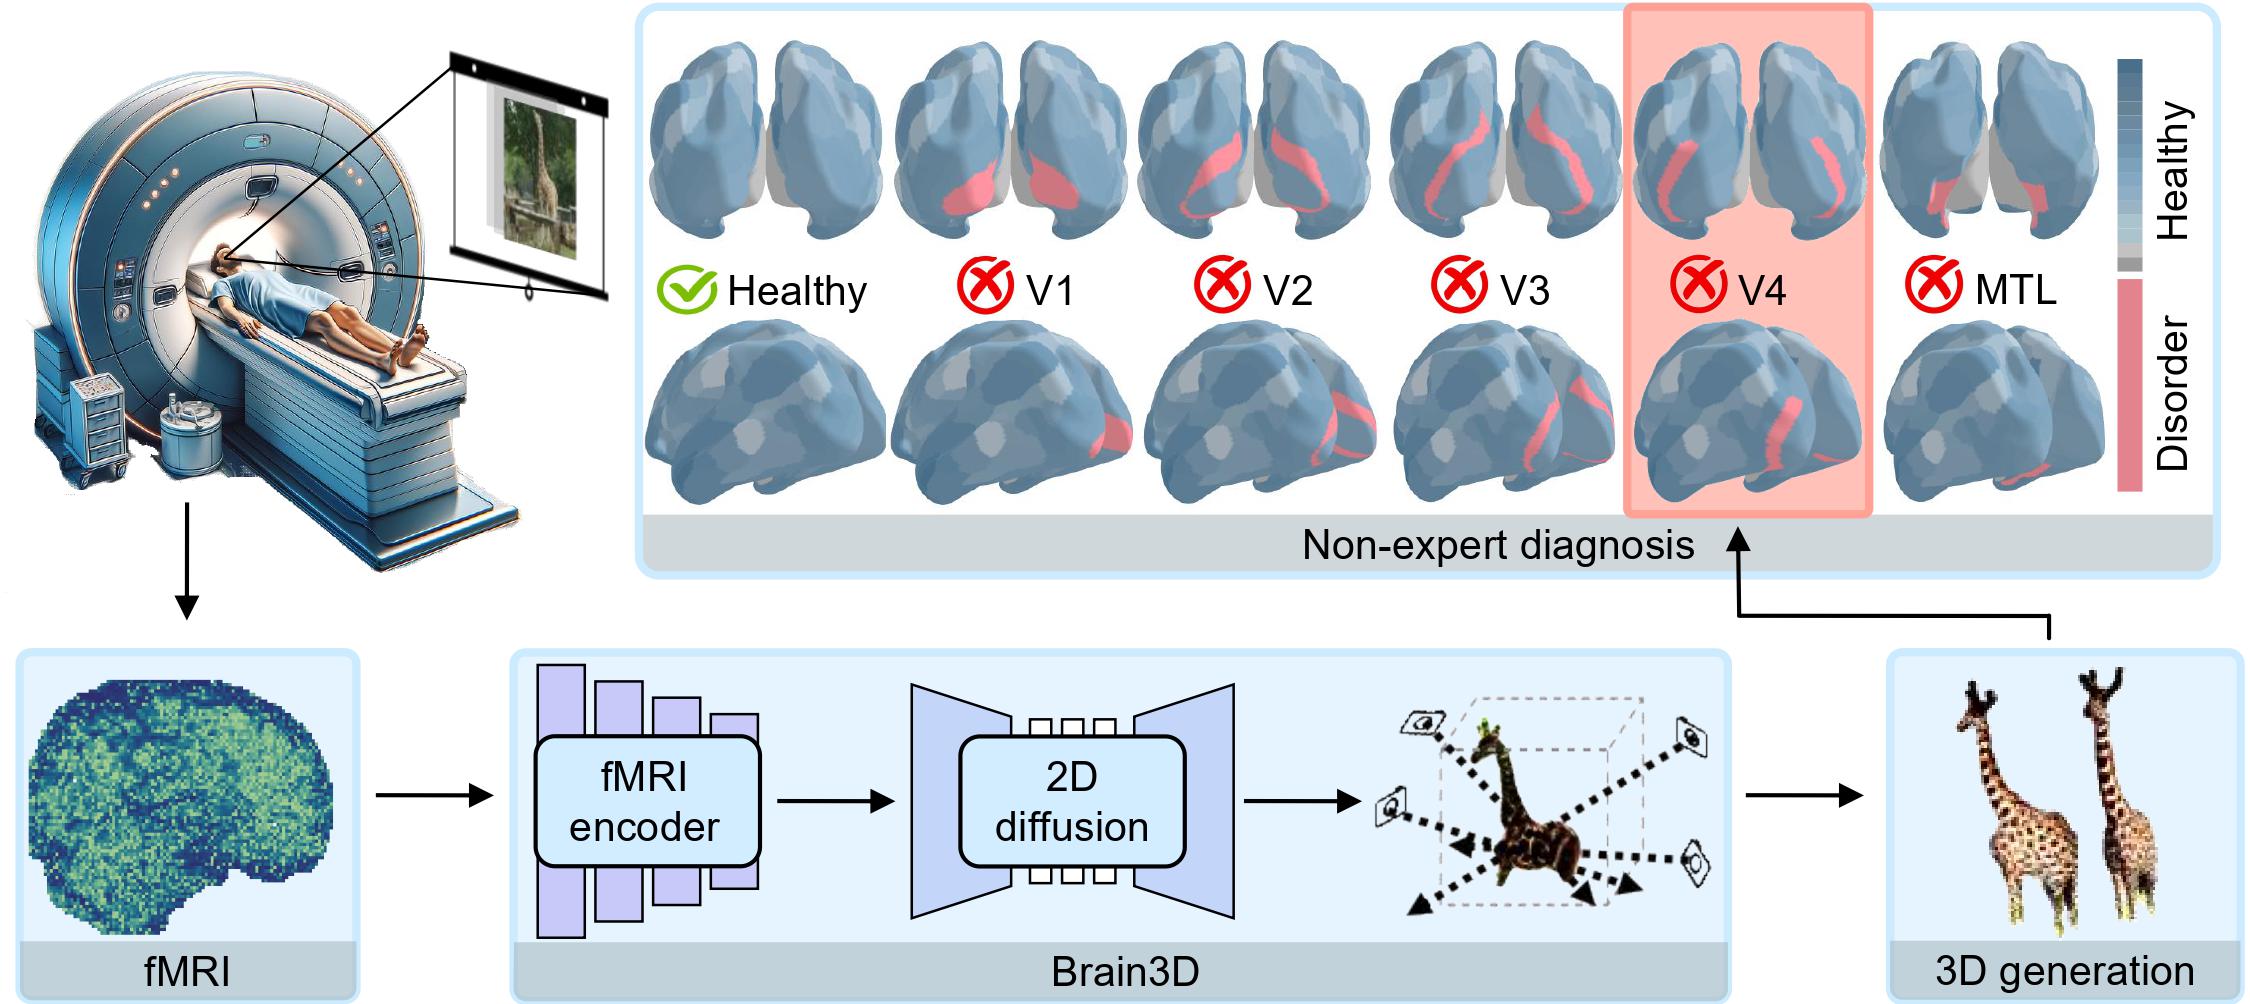 Healthy
V1
V2
V3
V4
MTL
Healthy
Disorder
Non-expert diagnosis
fMRI
encoder
2D
diffusion
fMRI
Brain3D
3D generation